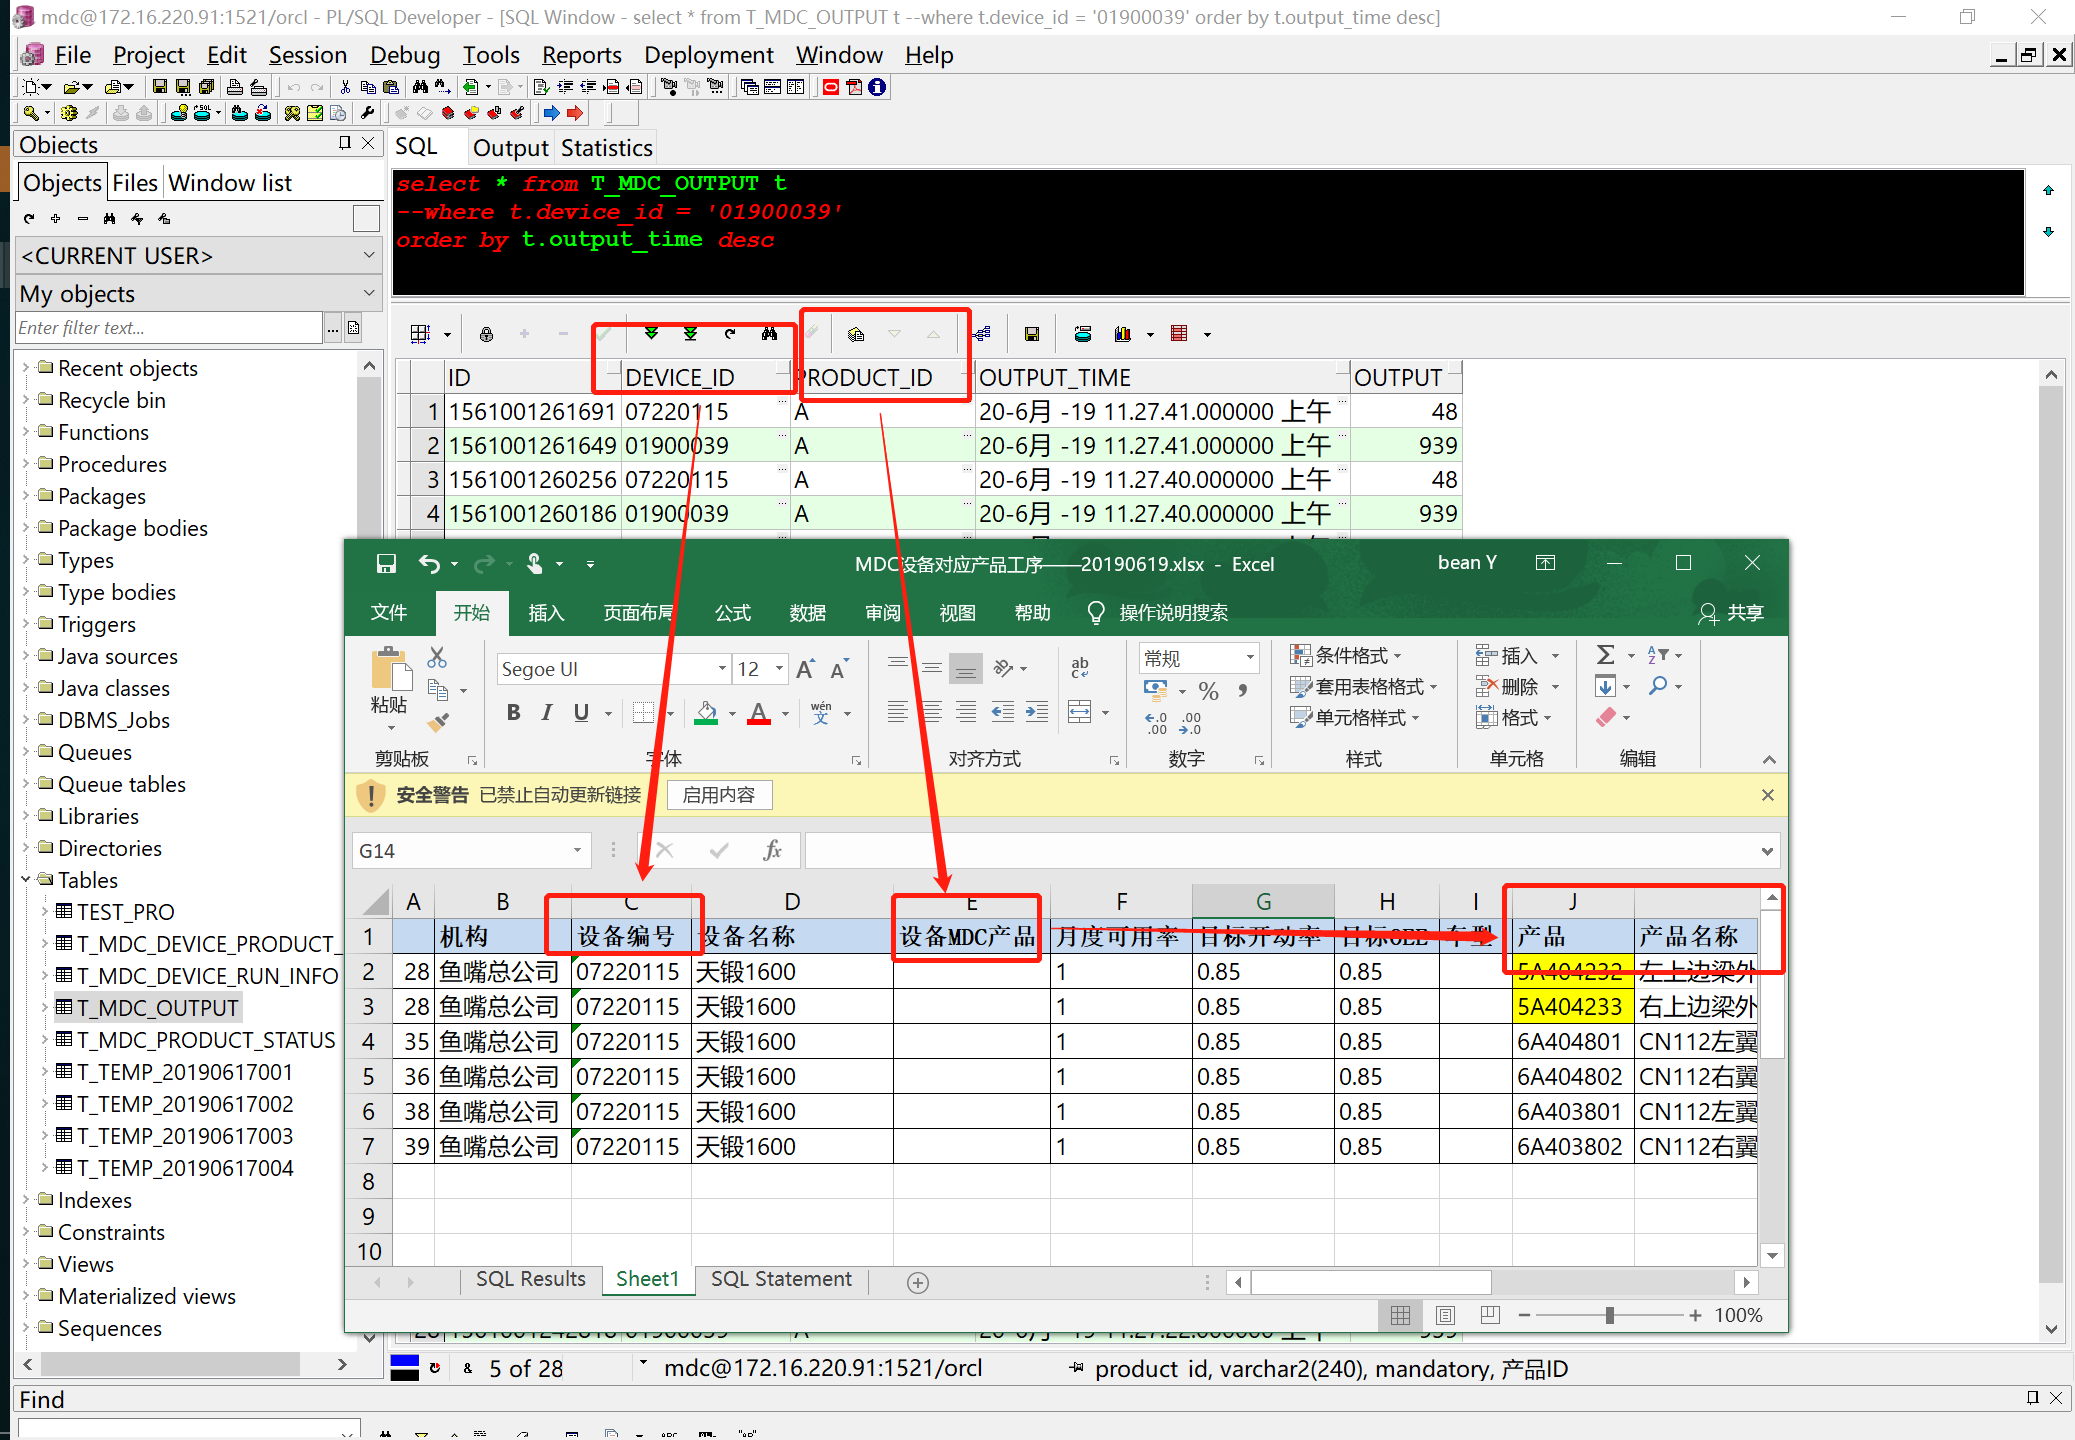 mdc@172.16.220.91:1521/orcl - PL/SQL Developer - [SQL Window - select * from T_MDC_OUTPUT t --where t.device_id = '01900039' order by t.output_time desc]
File Project Edit Session Debug Tools Reports Deployment Window Help
Objects
Objects Files Window list
<CURRENT USER>
My objects
Enter filter text...
Recent objects
Recycle bin
Functions
Procedures
Packages
Package bodies
Types
Type bodies
Triggers
Java sources
Java classes
DBMS_Jobs
Queues
Queue tables
Libraries
Directories
Tables
TEST_PRO
T_MDC_DEVICE_PRODUCT_
T_MDC_DEVICE_RUN_INFO
T_MDC_OUTPUT
T_MDC_PRODUCT_STATUS
T_TEMP_20190617001
T_TEMP_20190617002
T_TEMP_20190617003
T_TEMP_20190617004
Indexes
Constraints
Views
Materialized views
Sequences
SQL Output Statistics
select * from T_MDC_OUTPUT t
--where t.device_id = '01900039'
order by t.output_time desc
ID DEVICE_ID PRODUCT_ID OUTPUT_TIME OUTPUT
1 1561001261691 07220115 A 20-6月 -19 11.27.41.000000 上午 48
2 1561001261649 01900039 A 20-6月 -19 11.27.41.000000 上午 939
3 1561001260256 07220115 A 20-6月 -19 11.27.40.000000 上午 48
4 1561001260186 01900039 A 20-6月 -19 11.27.40.000000 上午 939
MDC设备对应产品工序——20190619.xlsx - Excel
bean Y
文件 开始 插入 页面布局 公式 数据 审阅 视图 帮助 操作说明搜索 共享
粘贴
剪贴板
Segoe UI 12
B I U A wén 文
字体
ab
对齐方式
常规
% ,
数字
条件格式
套用表格格式
单元格样式
样式
插入
删除
格式
单元格
编辑
安全警告 已禁止自动更新链接 启用内容
G14 fx
A B C D E F G H I J
1 机构 设备编号 设备名称 设备MDC产品 月度可用率 目标开动率 目标OEE 车型 产品 产品名称
2 28 鱼嘴总公司 07220115 天锻1600 1 0.85 0.85 5A404232 左上边梁外
3 28 鱼嘴总公司 07220115 天锻1600 1 0.85 0.85 5A404233 右上边梁外
4 35 鱼嘴总公司 07220115 天锻1600 1 0.85 0.85 6A404801 CN112左翼
5 36 鱼嘴总公司 07220115 天锻1600 1 0.85 0.85 6A404802 CN112右翼
6 38 鱼嘴总公司 07220115 天锻1600 1 0.85 0.85 6A403801 CN112左翼
7 39 鱼嘴总公司 07220115 天锻1600 1 0.85 0.85 6A403802 CN112右翼
8
9
10
SQL Results Sheet1 SQL Statement
100%
& 5 of 28 mdc@172.16.220.91:1521/orcl product id, varchar2(240), mandatory, 产品ID
Find